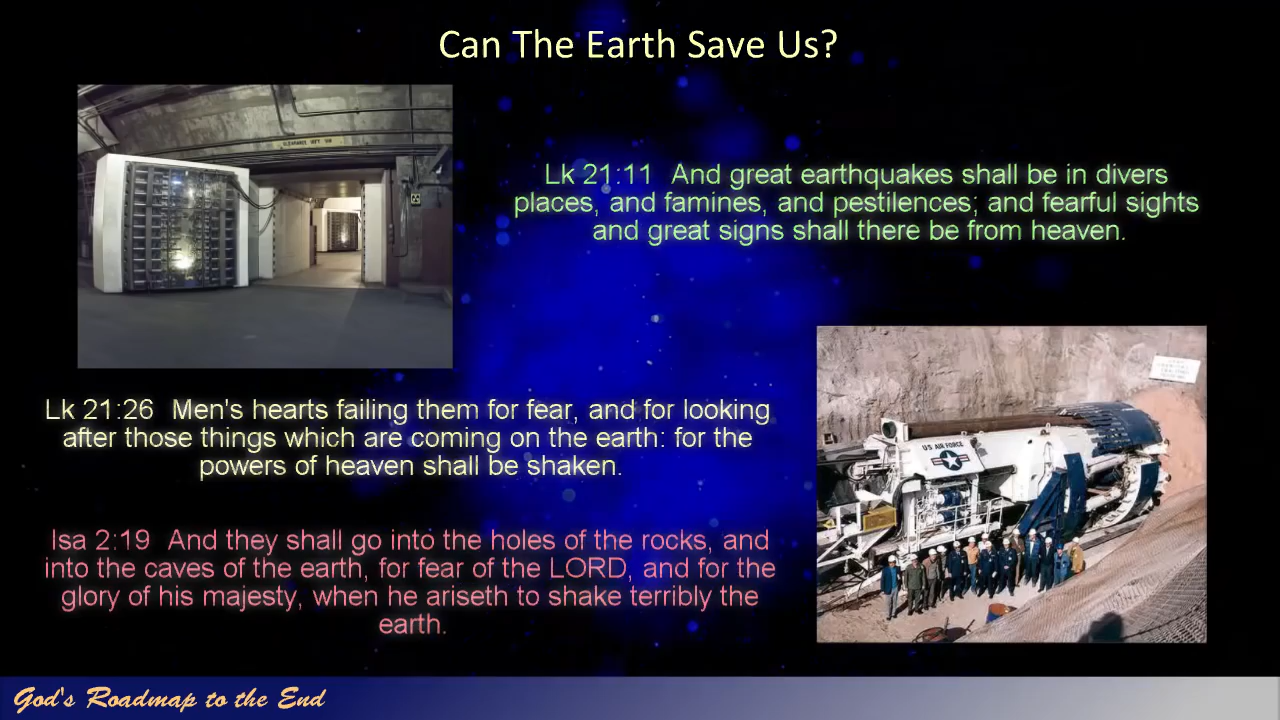 Can The Earth Save Us?
Lk 21:11 And great earthquakes shall be in divers
places, and famines, and pestilences; and fearful sights
and great signs shall there be from heaven.
Lk 21:26 Men's hearts failing them for fear, and for looking
after those things which are coming on the earth: for the
powers of heaven shall be shaken.
U.S. AIR FORCE
Isa 2:19 And they shall go into the holes of the rocks, and
into the caves of the earth, for fear of the LORD, and for the
glory of his majesty, when he ariseth to shake terribly the
earth.
God's Roadmap to the End